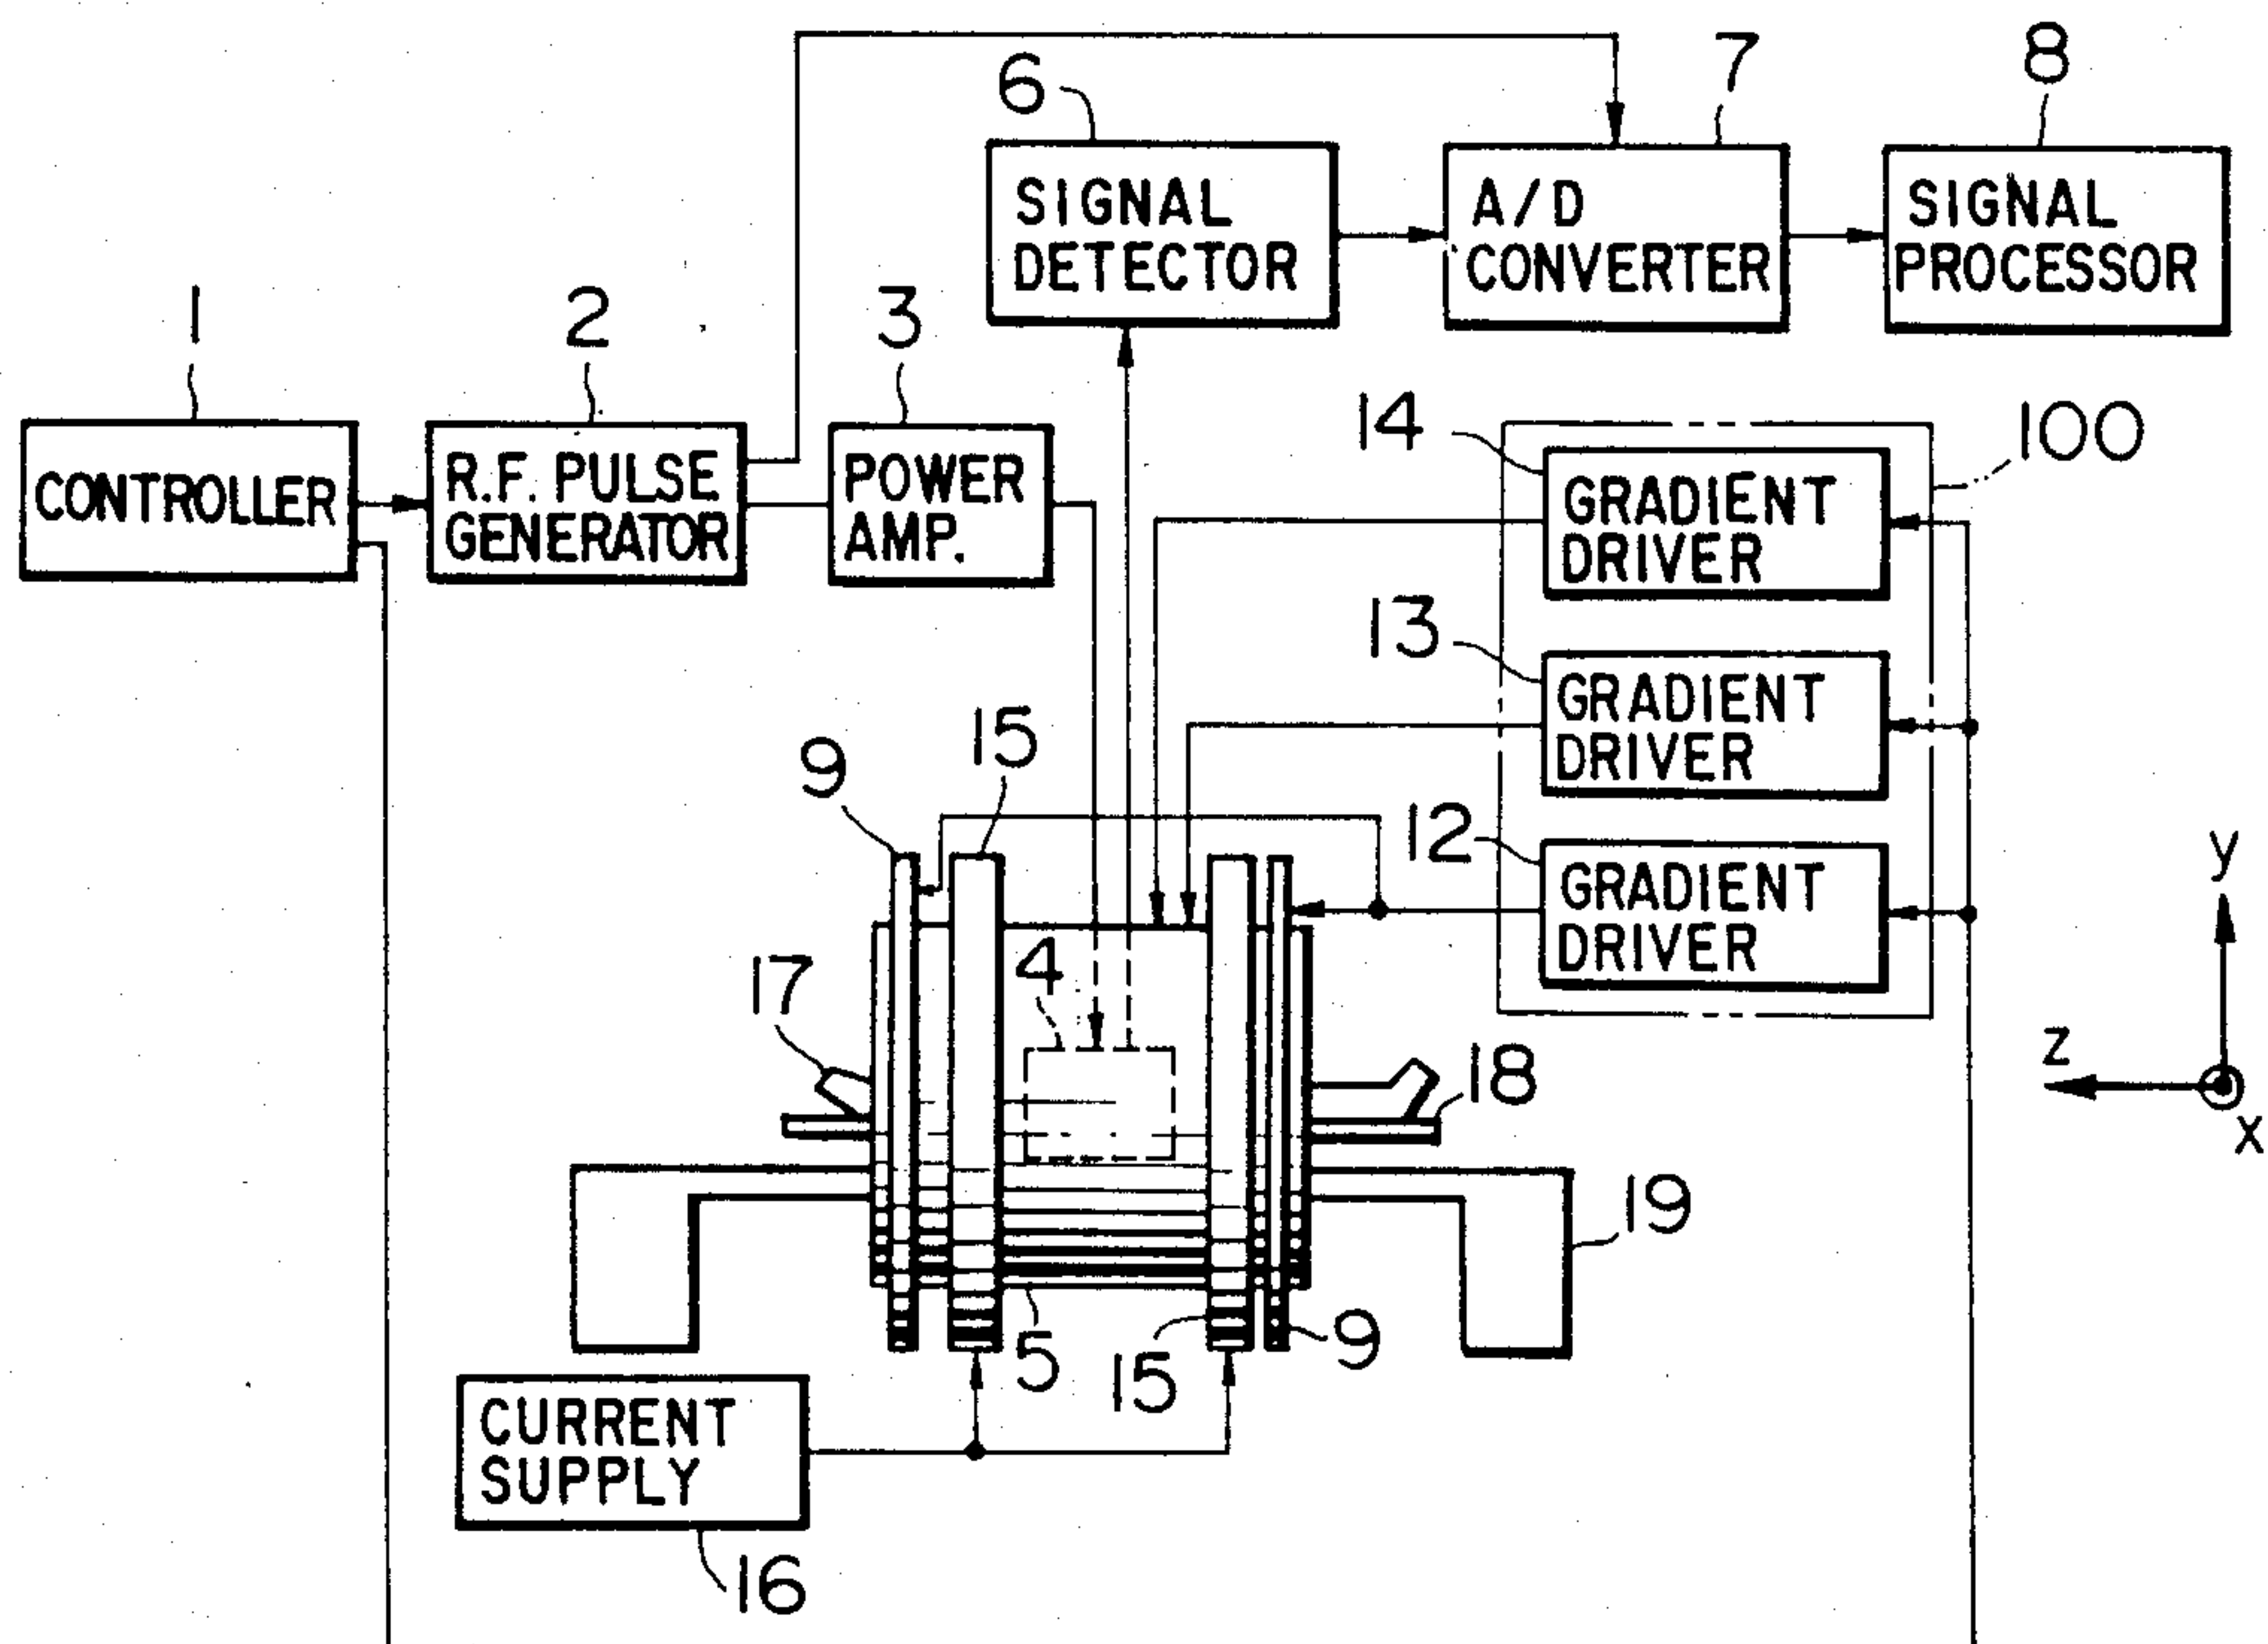 6
7
8
SIGNAL
DETECTOR
A/D
CONVERTER
SIGNAL
PROCESSOR
1
2
3
CONTROLLER
R.F. PULSE
GENERATOR
POWER
AMP.
14
100
GRADIENT
DRIVER
13
GRADIENT
DRIVER
9
15
12
GRADIENT
DRIVER
y
z
x
17
4
18
19
5
15
9
CURRENT
SUPPLY
16